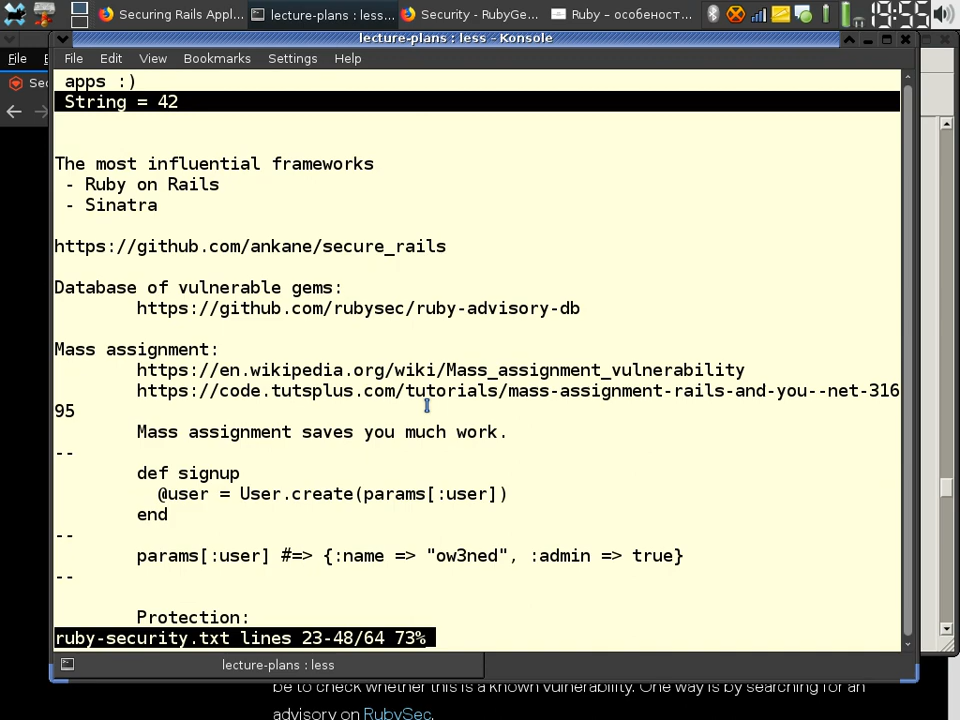 Securing Rails Appl...
lecture-plans : less...
Security - RubyGe...
Ruby – особеност...
19:55
lecture-plans : less – Konsole
File
File Edit View Bookmarks Settings Help
Sec
apps :)
String = 42
The most influential frameworks
- Ruby on Rails
- Sinatra
https://github.com/ankane/secure_rails
Database of vulnerable gems:
https://github.com/rubysec/ruby-advisory-db
Mass assignment:
https://en.wikipedia.org/wiki/Mass_assignment_vulnerability
https://code.tutsplus.com/tutorials/mass-assignment-rails-and-you--net-316
95
Mass assignment saves you much work.
--
def signup
@user = User.create(params[:user])
end
--
params[:user] #=> {:name => "ow3ned", :admin => true}
--
Protection:
ruby-security.txt lines 23-48/64 73%
lecture-plans : less
be to check whether this is a known vulnerability. One way is by searching for an
advisory on RubySec.